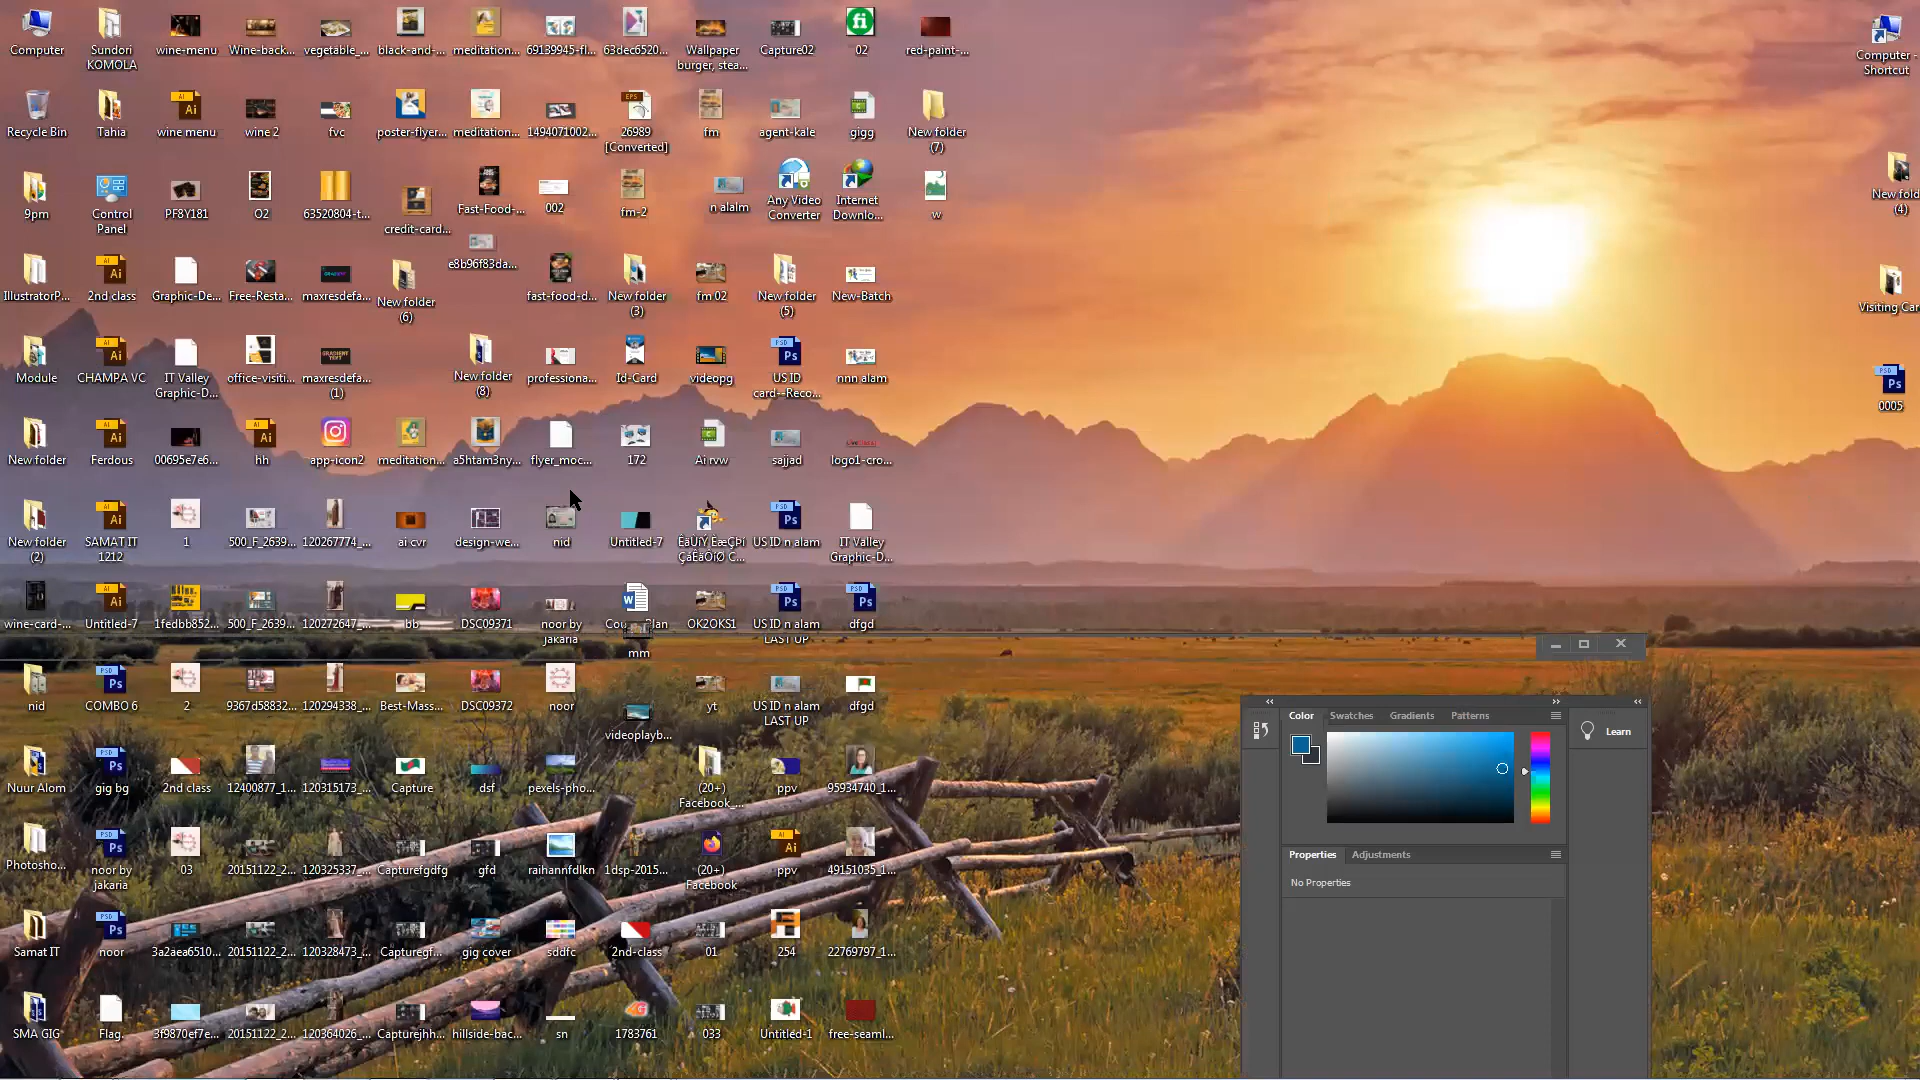 Computer
Sundori
KOMOLA
wine-menu
Wine-back...
vegetable_...
black-and-...
meditation...
69139945-fl...
63dec6520...
Wallpaper
burger, stea...
Capture02
02
red-paint-...
Computer -
Shortcut
Recycle Bin
Tahia
wine menu
wine 2
fvc
poster-flyer...
meditation...
1494071002...
26989
[Converted]
fm
agent-kale
gigg
New folder
(7)
9pm
Control
Panel
PF8Y181
O2
63520804-t...
credit-card...
Fast-Food-...
002
fm-2
n alalm
Any Video
Converter
Internet
Downlo...
w
New fold
(4)
e8b96f83da...
IllustratorP...
2nd class
Graphic-De...
Free-Resta...
maxresdefa...
New folder
(6)
fast-food-d...
New folder
(3)
fm 02
New folder
(5)
New-Batch
Visiting Car
Module
CHAMPA VC
IT Valley
Graphic-D...
office-visiti...
maxresdefa...
(1)
New folder
(8)
professiona...
Id-Card
videopg
US ID
card--Reco...
nnn alam
0005
New folder
Ferdous
00695e7e6...
hh
app-icon2
meditation...
a5htam3ny...
flyer_moc...
172
Ai rvw
sajjad
logo1-cro...
New folder
(2)
SAMAT IT
1212
1
500_F_2639...
120267774_...
ai cvr
design-we...
nid
Untitled-7
US ID n alam
IT Valley
Graphic-D...
wine-card-...
Untitled-7
1fedbb852...
500_F_2639...
120272647_...
bb
DSC09371
noor by
jakaria
OK2OKS1
US ID n alam
LAST UP
dfgd
mm
nid
COMBO 6
2
9367d58832...
120294338_...
Best-Mass...
DSC09372
noor
videoplayb...
yt
US ID n alam
LAST UP
dfgd
Color
Swatches
Gradients
Patterns
Learn
Nuur Alom
gig bg
2nd class
12400877_1...
120315173_...
Capture
dsf
pexels-pho...
(20+)
Facebook_...
ppv
95934740_1...
Photosho...
noor by
jakaria
03
20151122_2...
120325337_...
Capturefgdfg
gfd
raihannfdlkn
1dsp-2015...
(20+)
Facebook
ppv
49151035_1...
Properties
Adjustments
No Properties
Samat IT
noor
3a2aea6510...
20151122_2...
120328473_...
Capturegf...
gig cover
sddfc
2nd-class
01
254
22769797_1...
SMA GIG
Flag.
3f9870ef7e...
20151122_2...
120364026_...
Capturejhh...
hillside-bac...
sn
1783761
033
Untitled-1
free-seaml...